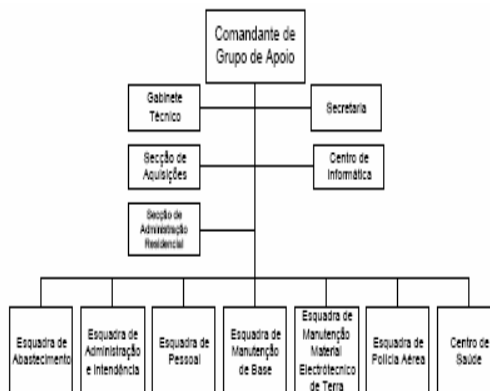 Comandante de
Grupo de Apoio
Gabinete
Técnico
Secretaria
Secção de
Aquisições
Centro de
Informática
Secção de
Administração
Residencial
Esquadra de
Abastecimento
Esquadra de
Administração
e Intendência
Esquadra de
Pessoal
Esquadra de
Manutenção
de Base
Esquadra de
Manutenção
Material
Electrótecnico
de Terra
Esquadra de
Polícia Aérea
Centro de
Saúde